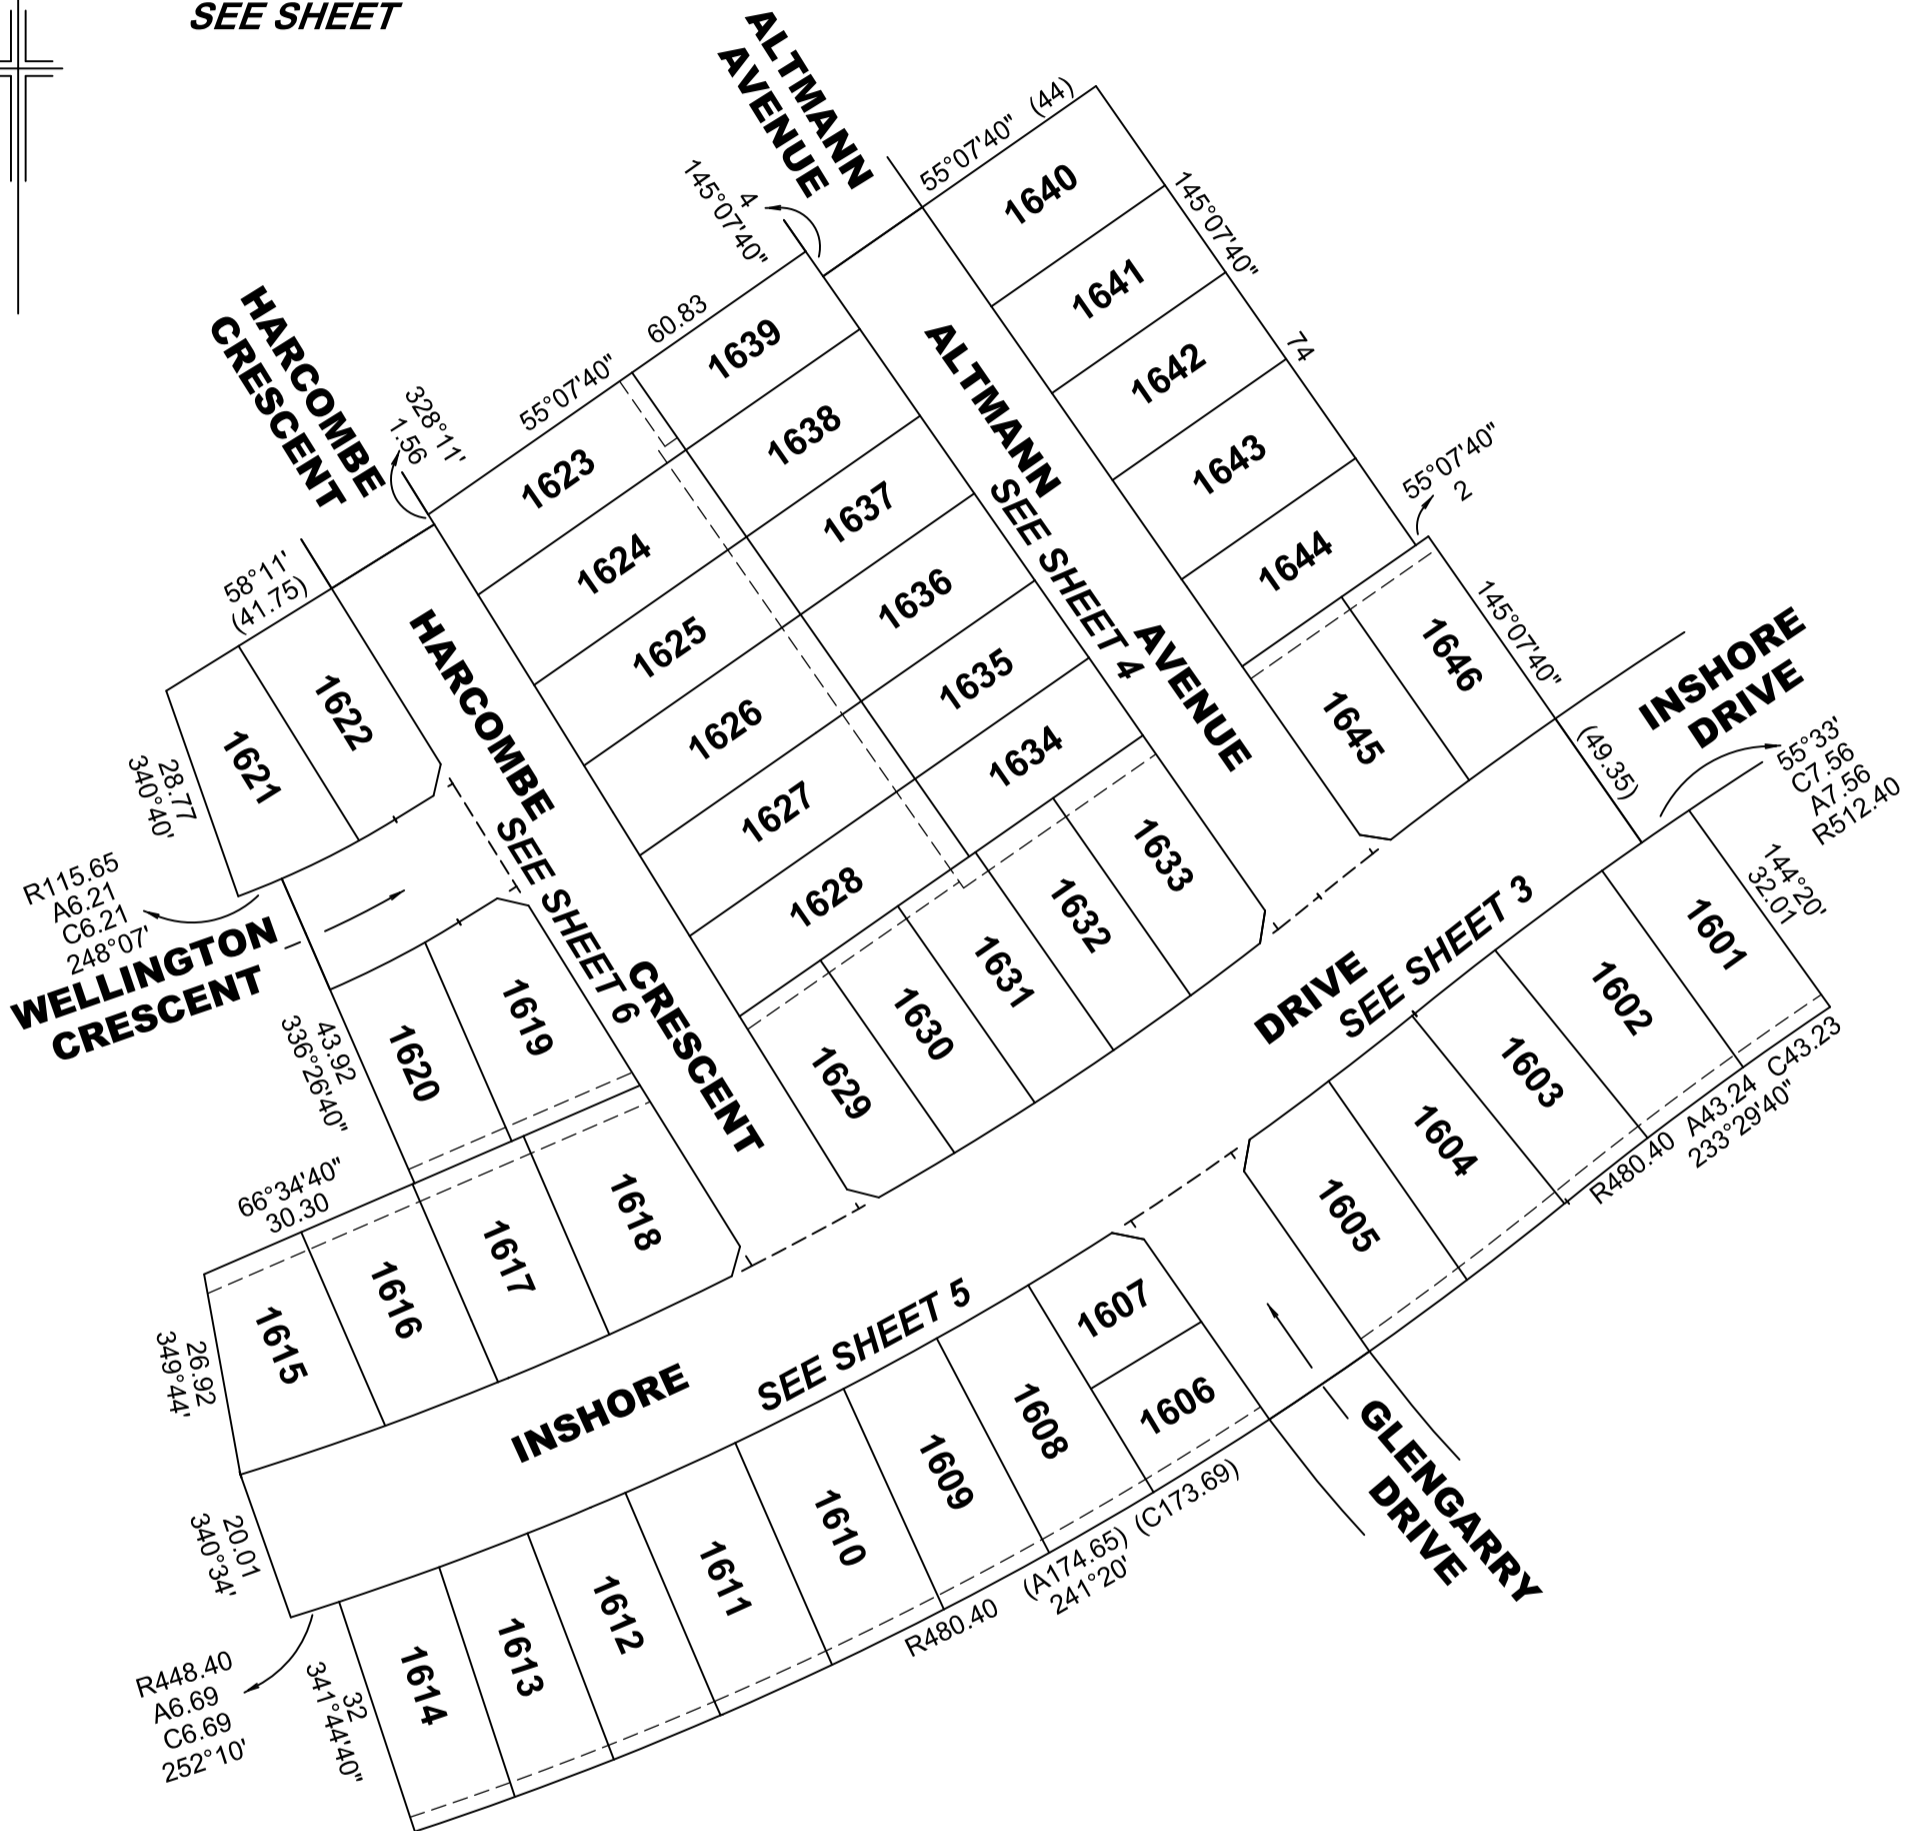 SEE SHEET
ALTMANN
AVENUE
55°07'40" (44)
145°07'40"
4
145°07'40"
74
HARCOMBE
CRESCENT
328°11'
1.56
55°07'40"
60.83
58°11'
(41.75)
55°07'40"
2
145°07'40"
(49.35)
INSHORE
DRIVE
55°33'
C7.56
A7.56
R512.40
1640
1641
1642
1643
1644
1645
1646
ALTMANN
SEE SHEET 4
AVENUE
1639
1638
1637
1636
1635
1634
1633
1632
1631
1630
1629
1623
1624
1625
1626
1627
1628
HARCOMBE
SEE SHEET 6
CRESCENT
1621
1622
28.77
340°40'
R115.65
A6.21
C6.21
248°07'
WELLINGTON
CRESCENT
1620
1619
43.92
336°26'40"
66°34'40"
30.30
1615
1616
1617
1618
26.92
349°44'
20.01
340°34'
R448.40
A6.69
C6.69
252°10'
32
341°44'40"
INSHORE
SEE SHEET 5
DRIVE
SEE SHEET 3
1601
1602
1603
1604
1605
144°20'
32.01
R480.40 A43.24 C43.23
233°29'40"
1607
1606
1608
1609
1610
1611
1612
1613
1614
R480.40 (A174.65) (C173.69)
241°20'
GLENGARRY
DRIVE